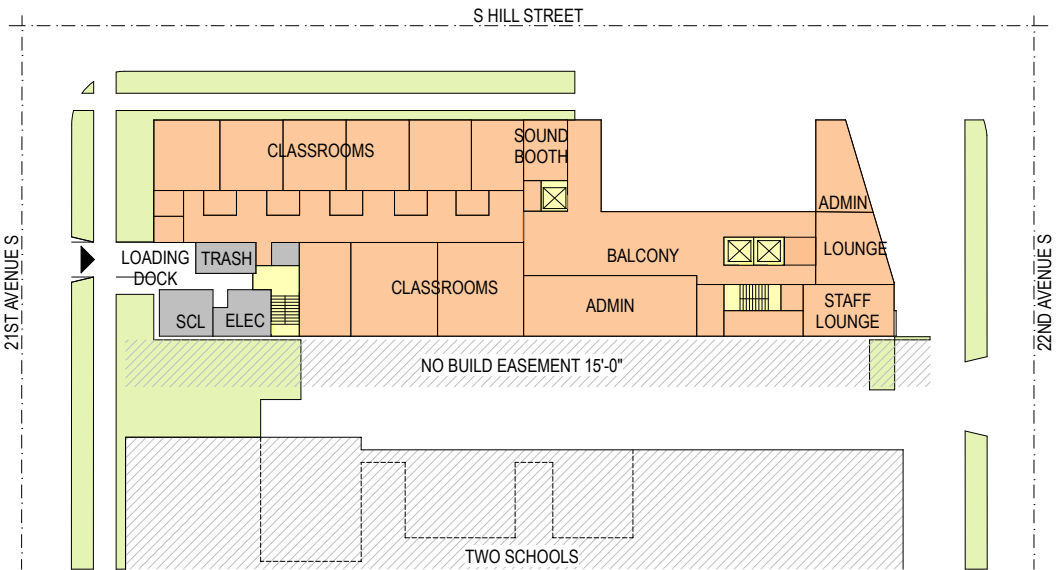 S HILL STREET
CLASSROOMS
SOUND
BOOTH
ADMIN
21ST AVENUE S
LOADING
DOCK
TRASH
BALCONY
LOUNGE
22ND AVENUE S
CLASSROOMS
ADMIN
STAFF
LOUNGE
SCL
ELEC
NO BUILD EASEMENT 15'-0"
TWO SCHOOLS